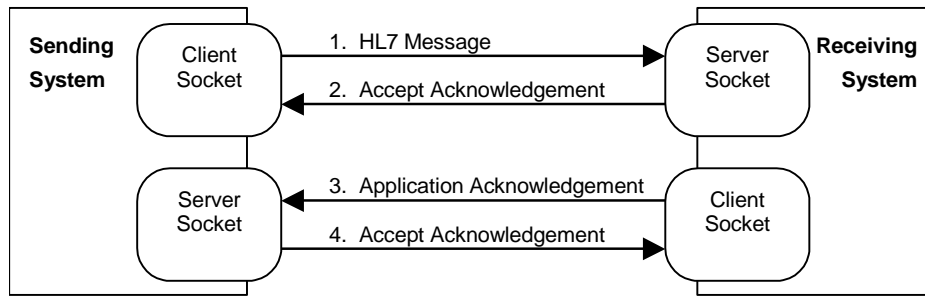 Sending
System
Client
Socket
1. HL7 Message
2. Accept Acknowledgement
Server
Socket
Receiving
System
Server
Socket
3. Application Acknowledgement
4. Accept Acknowledgement
Client
Socket